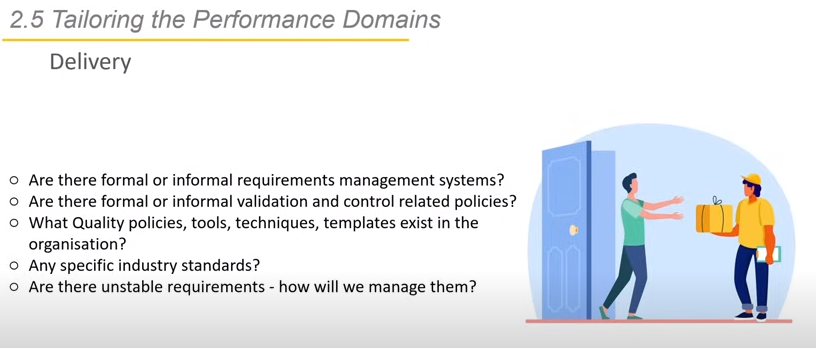 2.5 Tailoring the Performance Domains
Delivery
○ Are there formal or informal requirements management systems?
○ Are there formal or informal validation and control related policies?
○ What Quality policies, tools, techniques, templates exist in the
organisation?
○ Any specific industry standards?
○ Are there unstable requirements - how will we manage them?